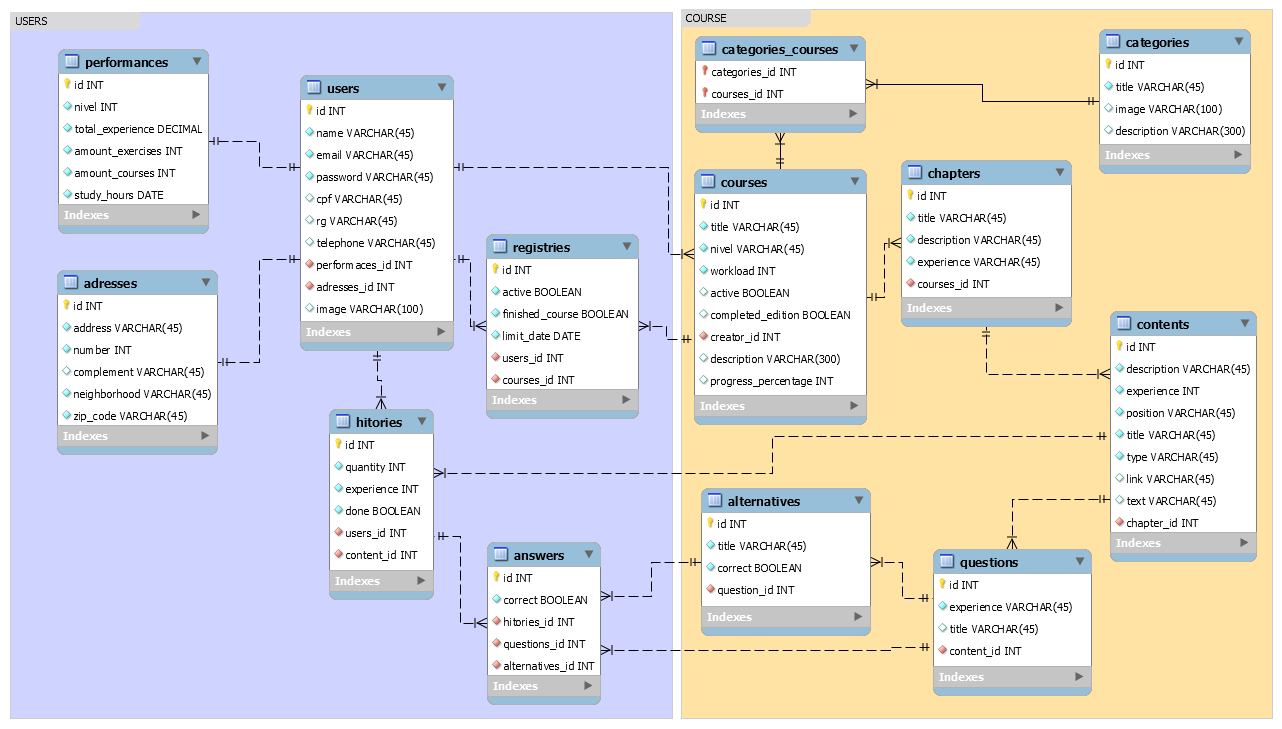 USERS
performances
id INT
nivel INT
total_experience DECIMAL
amount_exercises INT
amount_courses INT
study_hours DATE
Indexes
adresses
id INT
address VARCHAR(45)
number INT
complement VARCHAR(45)
neighborhood VARCHAR(45)
zip_code VARCHAR(45)
Indexes
users
id INT
name VARCHAR(45)
email VARCHAR(45)
password VARCHAR(45)
cpf VARCHAR(45)
rg VARCHAR(45)
telephone VARCHAR(45)
performaces_id INT
adresses_id INT
image VARCHAR(100)
Indexes
registries
id INT
active BOOLEAN
finished_course BOOLEAN
limit_date DATE
users_id INT
courses_id INT
Indexes
hitories
id INT
quantity INT
experience INT
done BOOLEAN
users_id INT
content_id INT
Indexes
answers
id INT
correct BOOLEAN
hitories_id INT
questions_id INT
alternatives_id INT
Indexes
COURSE
categories_courses
categories_id INT
courses_id INT
Indexes
categories
id INT
title VARCHAR(45)
image VARCHAR(100)
description VARCHAR(300)
Indexes
courses
id INT
title VARCHAR(45)
nivel VARCHAR(45)
workload INT
active BOOLEAN
completed_edition BOOLEAN
creator_id INT
description VARCHAR(300)
progress_percentage INT
Indexes
chapters
id INT
title VARCHAR(45)
description VARCHAR(45)
experience VARCHAR(45)
courses_id INT
Indexes
contents
id INT
description VARCHAR(45)
experience INT
position VARCHAR(45)
title VARCHAR(45)
type VARCHAR(45)
link VARCHAR(45)
text VARCHAR(45)
chapter_id INT
Indexes
alternatives
id INT
title VARCHAR(45)
correct BOOLEAN
question_id INT
Indexes
questions
id INT
experience VARCHAR(45)
title VARCHAR(45)
content_id INT
Indexes